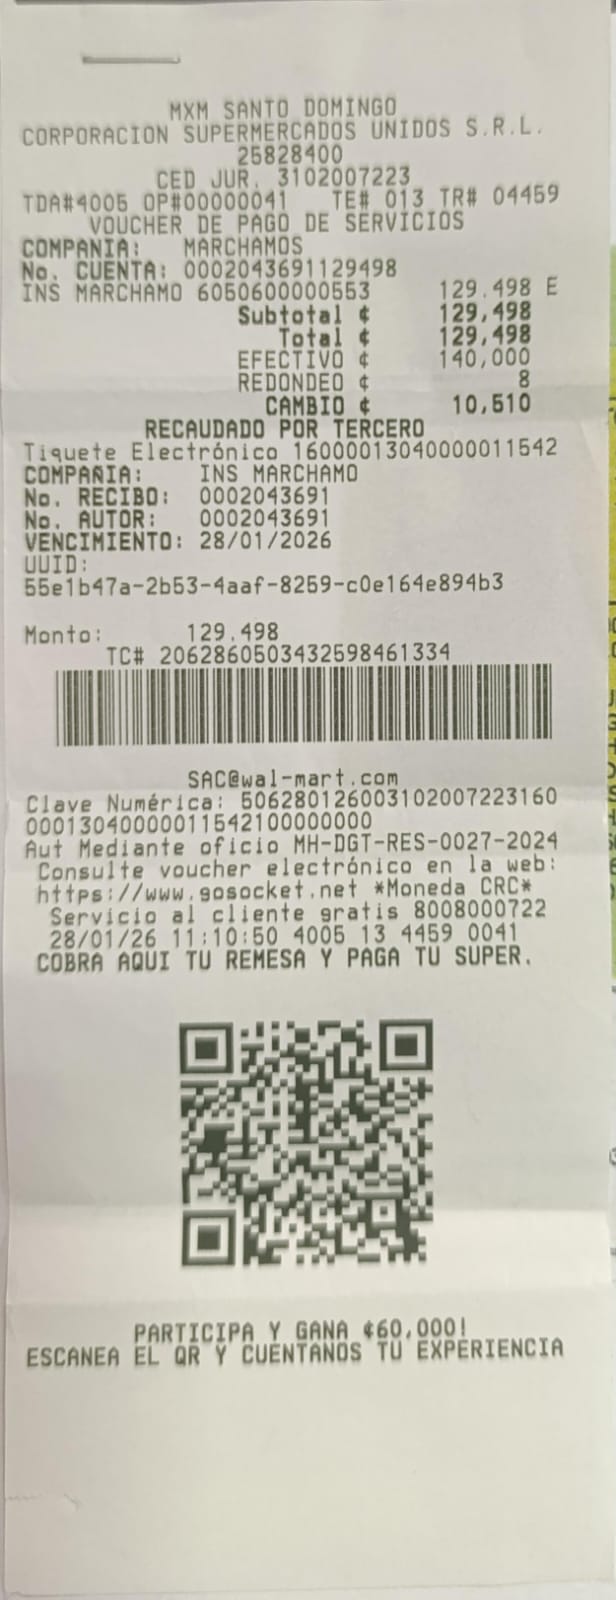 MXM SANTO DOMINGO
CORPORACION SUPERMERCADOS UNIDOS S.R.L.
25828400
CED JUR. 3102007223
TDA#4005 OP#00000041 TE# 013 TR# 04459
VOUCHER DE PAGO DE SERVICIOS
COMPANIA: MARCHAMOS
No. CUENTA: 0002043691129498
INS MARCHAMO 6050600000553 129.498 E
Subtotal ¢ 129,498
Total ¢ 129,498
EFECTIVO ¢ 140,000
REDONDEO ¢ 8
CAMBIO ¢ 10,510
RECAUDADO POR TERCERO
Tiquete Electrónico 16000013040000011542
COMPAÑIA: INS MARCHAMO
No. RECIBO: 0002043691
No. AUTOR: 0002043691
VENCIMIENTO: 28/01/2026
UUID:
55e1b47a-2b53-4aaf-8259-c0e164e894b3
Monto: 129.498
TC# 2062860503432598461334
SAC@wal-mart.com
Clave Numérica: 50628012600310200722316​0
00013040000011542100000000
Aut Mediante oficio MH-DGT-RES-0027-2024
Consulte voucher electrónico en la web:
https://www.gosocket.net *Moneda CRC*
Servicio al cliente gratis 8008000722
28/01/26 11:10:50 4005 13 4459 0041
COBRA AQUI TU REMESA Y PAGA TU SUPER.
PARTICIPA Y GANA ¢60,000!
ESCANEA EL QR Y CUENTANOS TU EXPERIENCIA